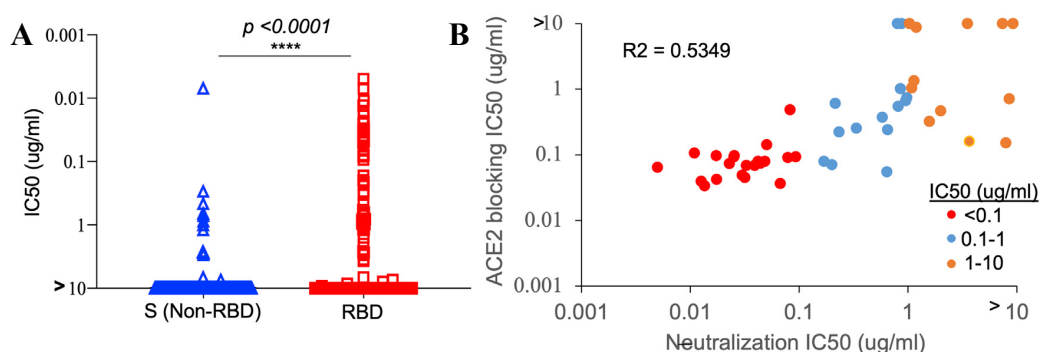 A
p <0.0001
****
IC50 (ug/ml)
0.001
0.01
0.1
1
> 10
S (Non-RBD)
RBD
B
ACE2 blocking IC50 (ug/ml)
> 10
1
0.1
0.01
0.001
R2 = 0.5349
IC50 (ug/ml)
<0.1
0.1-1
1-10
0.001
0.01
0.1
1
> 10
Neutralization IC50 (ug/ml)